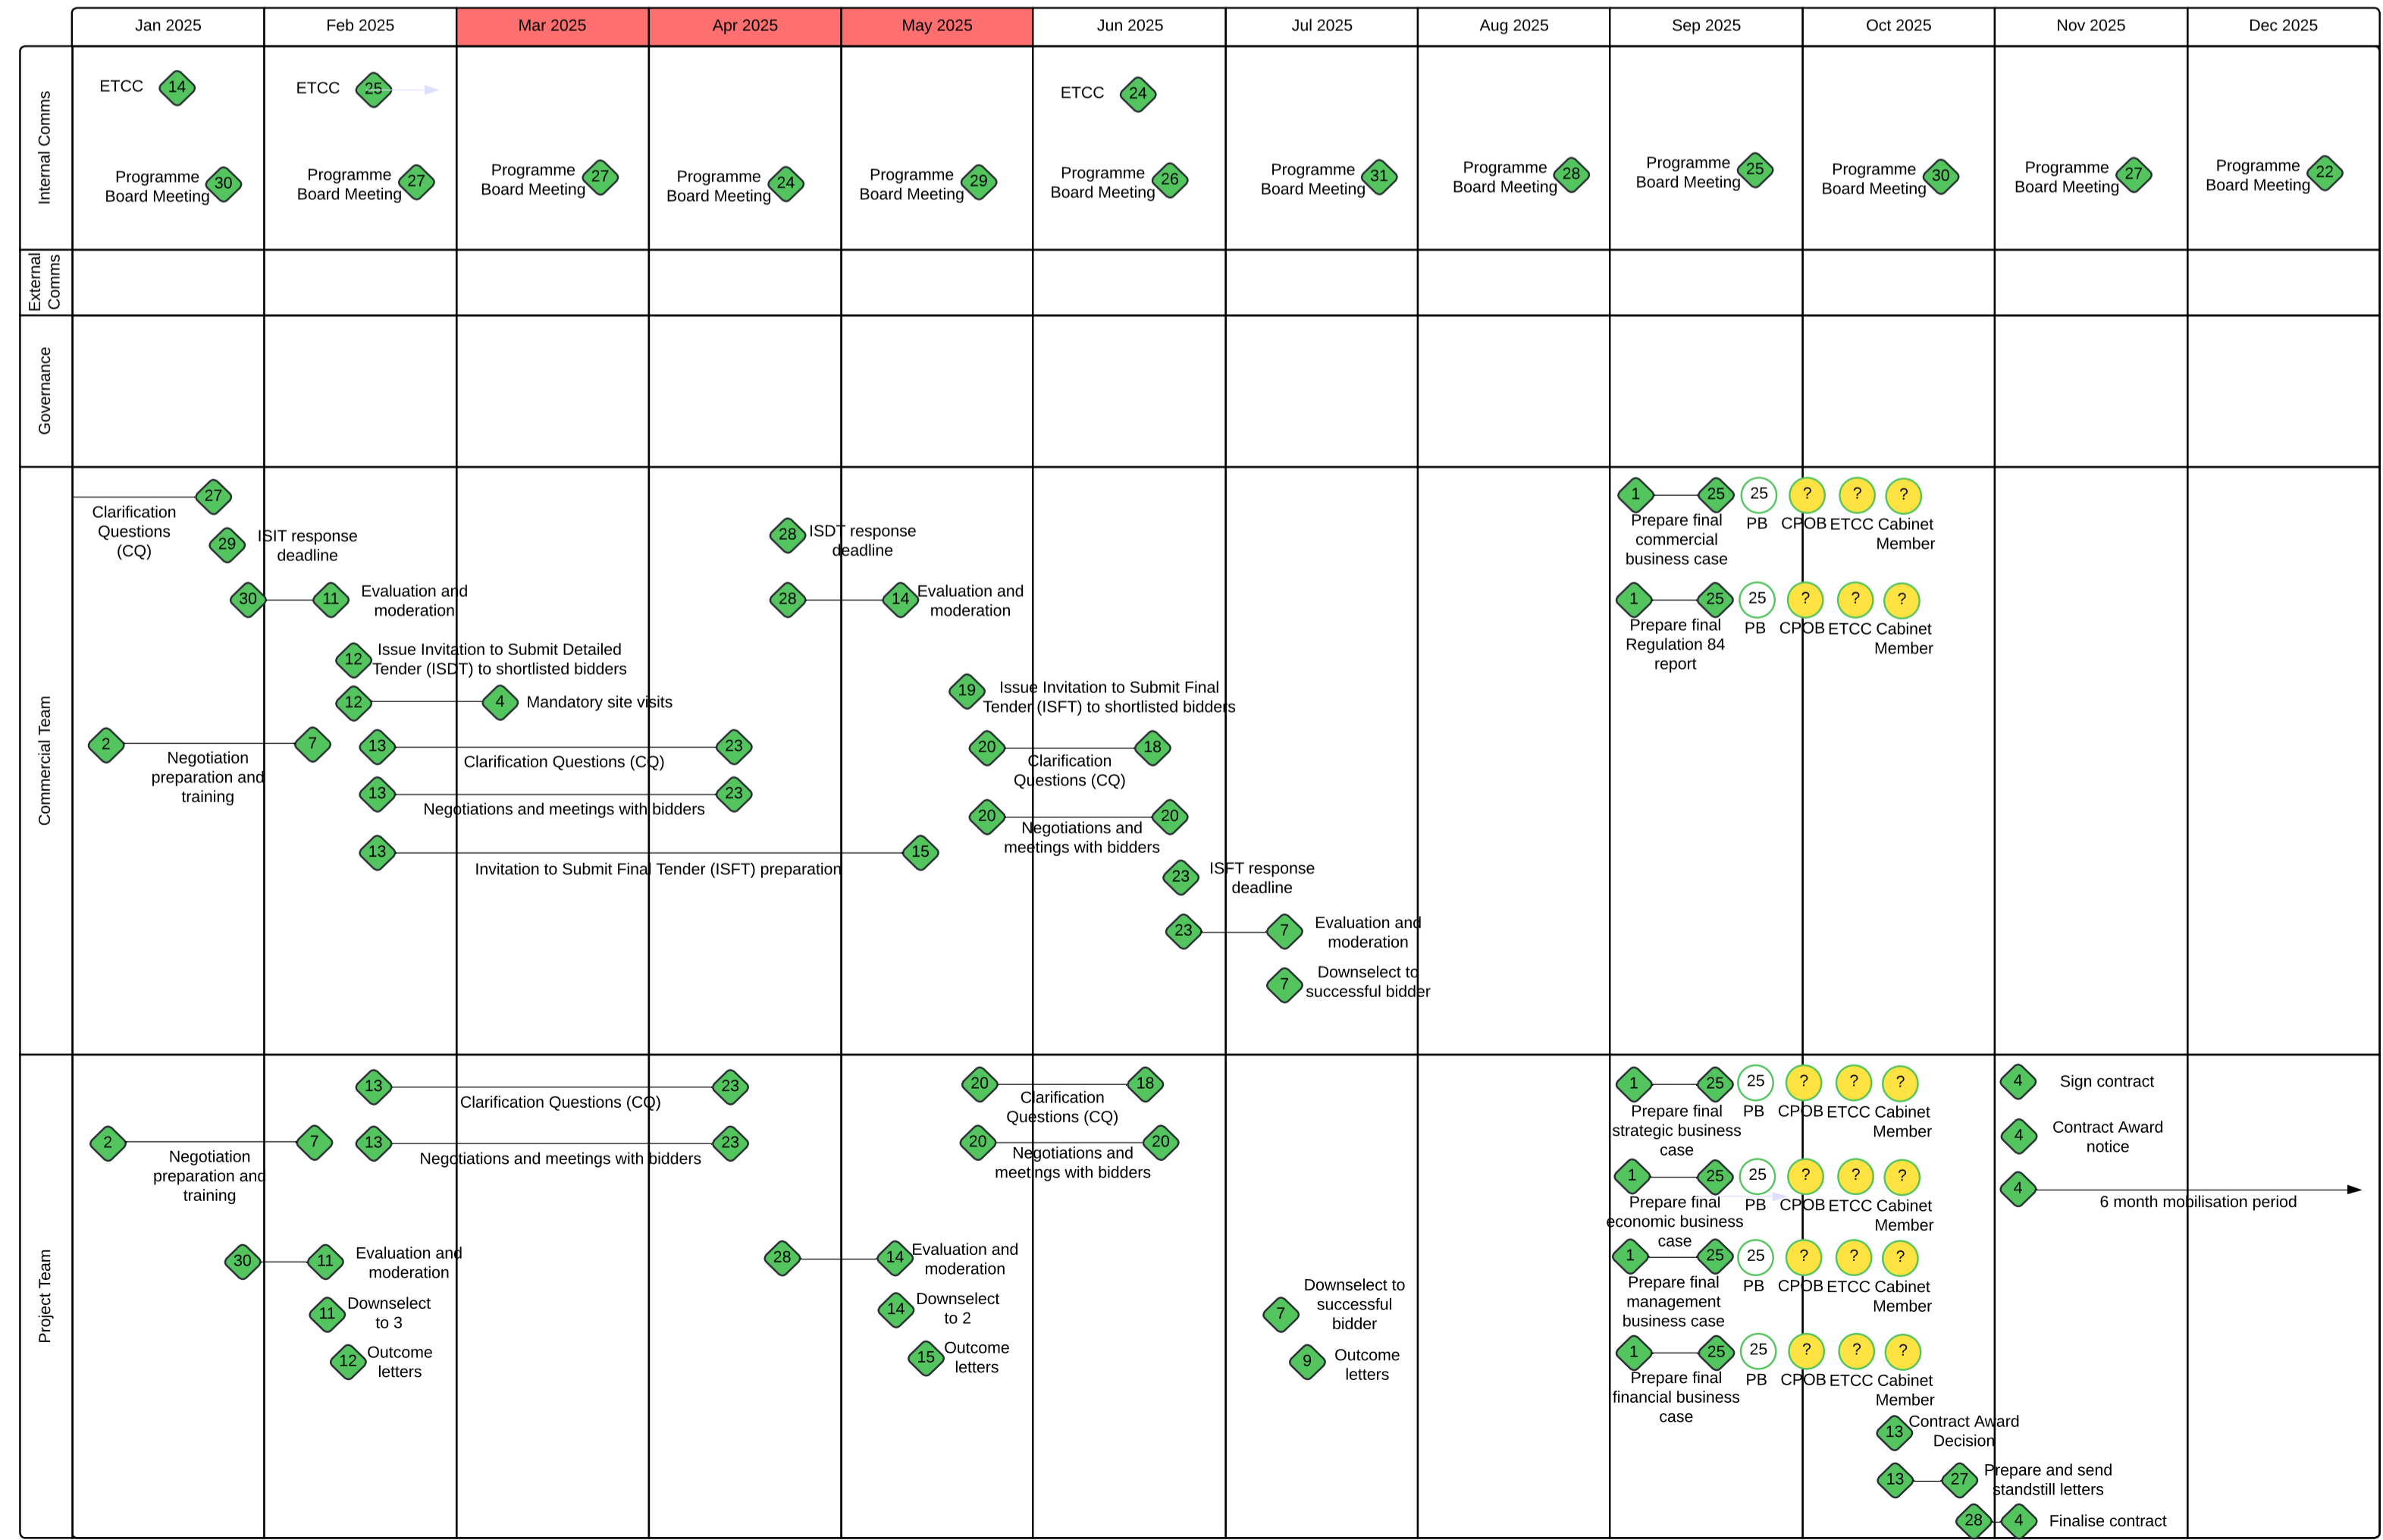 Jan 2025
Feb 2025
Mar 2025
Apr 2025
May 2025
Jun 2025
Jul 2025
Aug 2025
Sep 2025
Oct 2025
Nov 2025
Dec 2025
Internal Comms
ETCC 14
ETCC 25
ETCC 24
Programme
Board Meeting 30
Programme
Board Meeting 27
Programme
Board Meeting 27
Programme
Board Meeting 24
Programme
Board Meeting 29
Programme
Board Meeting 26
Programme
Board Meeting 31
Programme
Board Meeting 28
Programme
Board Meeting 25
Programme
Board Meeting 30
Programme
Board Meeting 27
Programme
Board Meeting 22
External
Comms
Governance
Commercial Team
27
Clarification
Questions
(CQ)
29 ISIT response
deadline
30 11 Evaluation and
moderation
12 Issue Invitation to Submit Detailed
Tender (ISDT) to shortlisted bidders
12 4 Mandatory site visits
2 7
Negotiation
preparation and
training
13 23
Clarification Questions (CQ)
13 23
Negotiations and meetings with bidders
13 15
Invitation to Submit Final Tender (ISFT) preparation
28 ISDT response
deadline
28 14 Evaluation and
moderation
19 Issue Invitation to Submit Final
Tender (ISFT) to shortlisted bidders
20 18
Clarification
Questions (CQ)
20 20
Negotiations and
meetings with bidders
23 ISFT response
deadline
23 7 Evaluation and
moderation
7 Downselect to
successful bidder
1 25 25 ? ? ?
Prepare final
commercial
business case
PB CPOB ETCC Cabinet
Member
1 25 25 ? ? ?
Prepare final
Regulation 84
report
PB CPOB ETCC Cabinet
Member
Project Team
13 23
Clarification Questions (CQ)
2 7
Negotiation
preparation and
training
13 23
Negotiations and meetings with bidders
30 11 Evaluation and
moderation
11 Downselect
to 3
12 Outcome
letters
20 18
Clarification
Questions (CQ)
20 20
Negotiations and
meetings with bidders
28 14 Evaluation and
moderation
14 Downselect
to 2
15 Outcome
letters
7 Downselect to
successful
bidder
9 Outcome
letters
1 25 25 ? ? ?
Prepare final
strategic business
case
PB CPOB ETCC Cabinet
Member
1 25 25 ? ? ?
Prepare final
economic business
case
PB CPOB ETCC Cabinet
Member
1 25 25 ? ? ?
Prepare final
management
business case
PB CPOB ETCC Cabinet
Member
1 25 25 ? ? ?
Prepare final
financial business
case
PB CPOB ETCC Cabinet
Member
13 Contract Award
Decision
13 27 Prepare and send
standstill letters
28 4 Finalise contract
4 Sign contract
4 Contract Award
notice
4 6 month mobilisation period